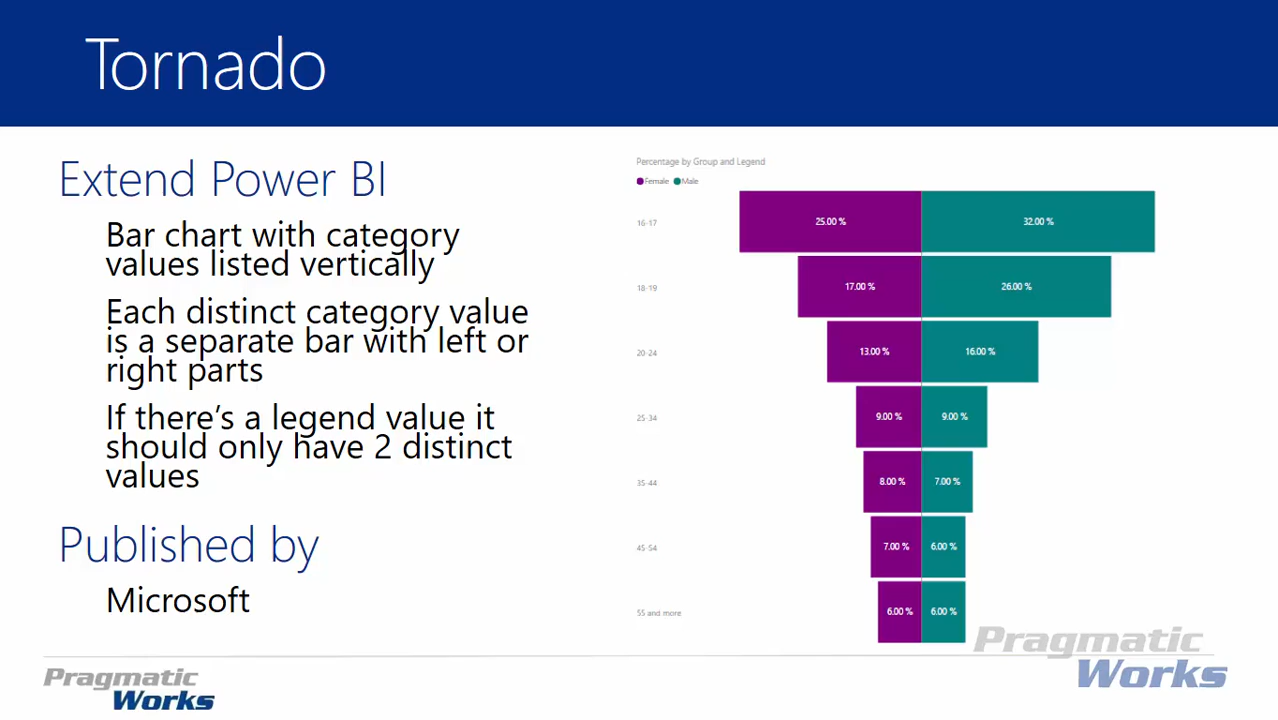 Tornado
Extend Power BI
Bar chart with category
values listed vertically
Each distinct category value
is a separate bar with left or
right parts
If there's a legend value it
should only have 2 distinct
values
Published by
Microsoft
Percentage by Group and Legend
Female Male
16-17 25.00 % 32.00 %
18-19 17.00 % 26.00 %
20-24 13.00 % 16.00 %
25-34 9.00 % 9.00 %
35-44 8.00 % 7.00 %
45-54 7.00 % 6.00 %
55 and more 6.00 % 6.00 %
Pragmatic
Works
Pragmatic
Works